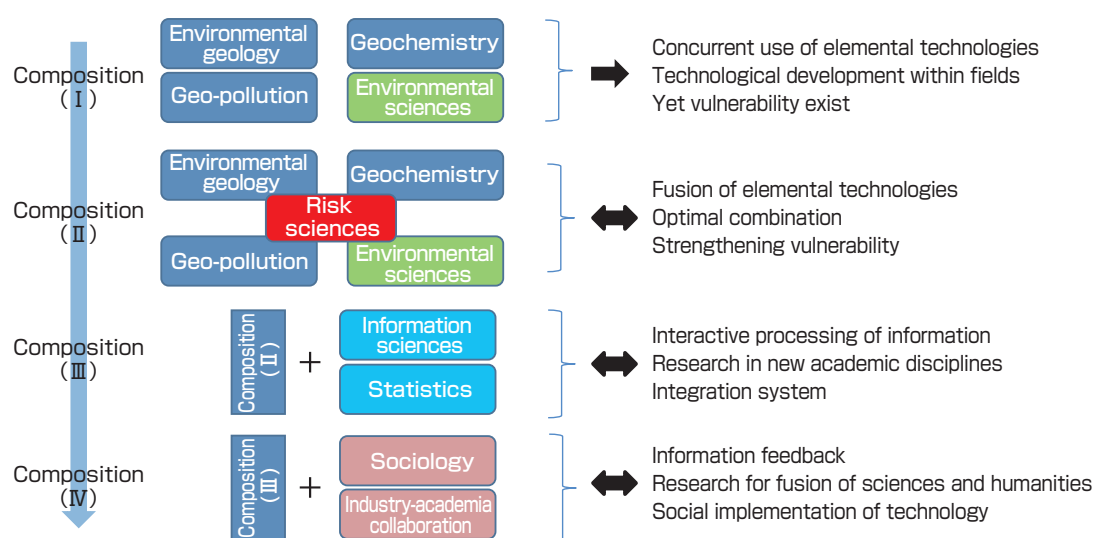 Composition
(Ⅰ)
Environmental
geology
Geochemistry
Geo-pollution
Environmental
sciences
Concurrent use of elemental technologies
Technological development within fields
Yet vulnerability exist
Composition
(Ⅱ)
Environmental
geology
Geochemistry
Risk
sciences
Geo-pollution
Environmental
sciences
Fusion of elemental technologies
Optimal combination
Strengthening vulnerability
Composition
(Ⅲ)
Composition
(Ⅱ)
+
Information
sciences
Statistics
Interactive processing of information
Research in new academic disciplines
Integration system
Composition
(Ⅳ)
Composition
(Ⅲ)
+
Sociology
Industry-academia
collaboration
Information feedback
Research for fusion of sciences and humanities
Social implementation of technology